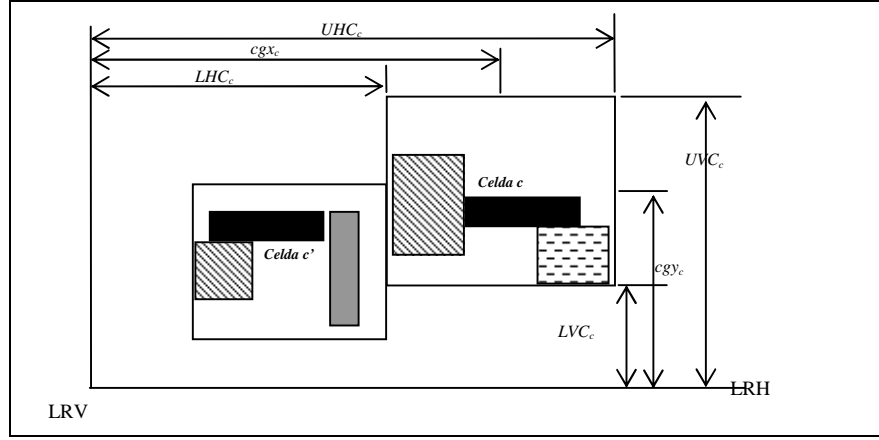 UHCc
cgxc
LHCc
UVCc
Celda c
Celda c’
cgyc
LVCc
LRH
LRV